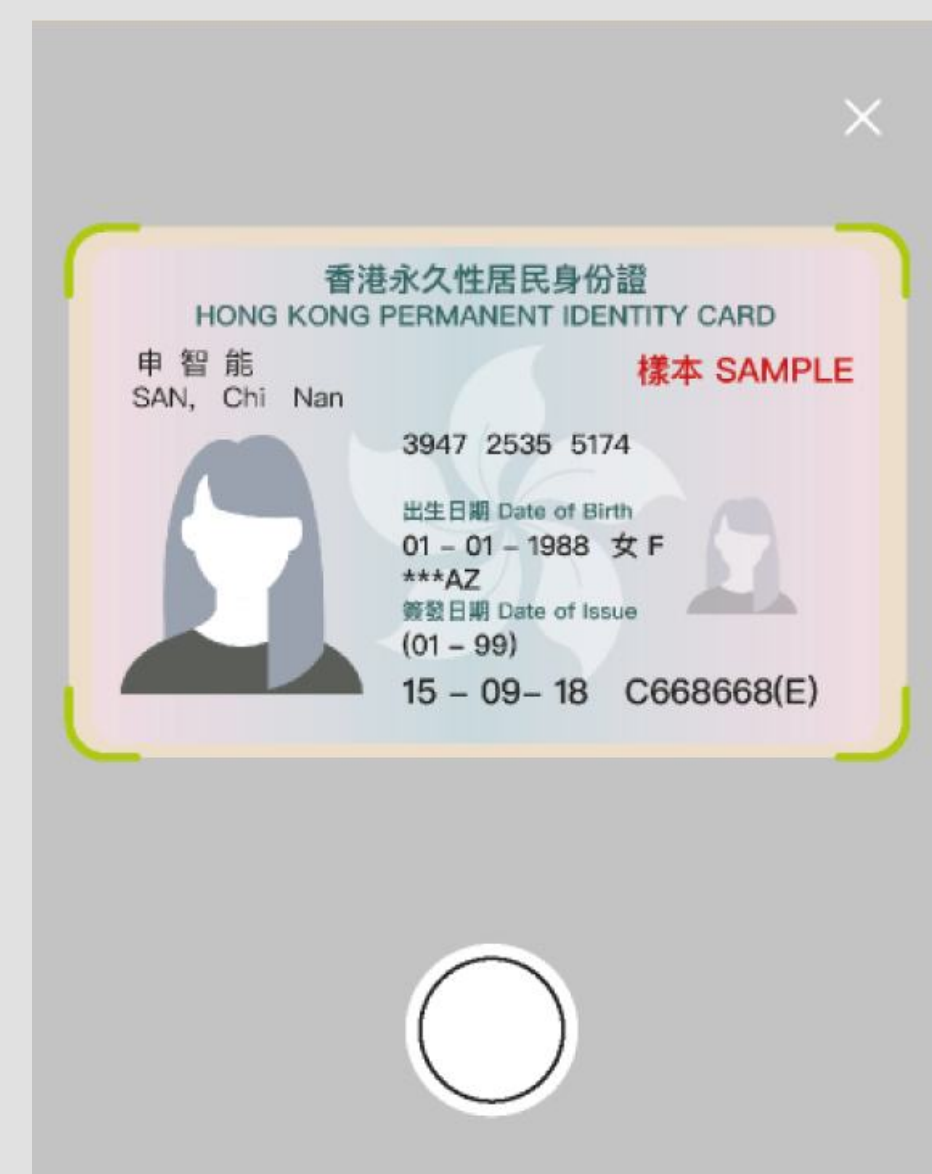 香港永久性居民身份證
HONG KONG PERMANENT IDENTITY CARD
申 智 能
樣本 SAMPLE
SAN, Chi Nan
3947 2535 5174
出生日期 Date of Birth
01 – 01 – 1988 女 F
***AZ
簽發日期 Date of Issue
(01 – 99)
15 – 09– 18 C668668(E)